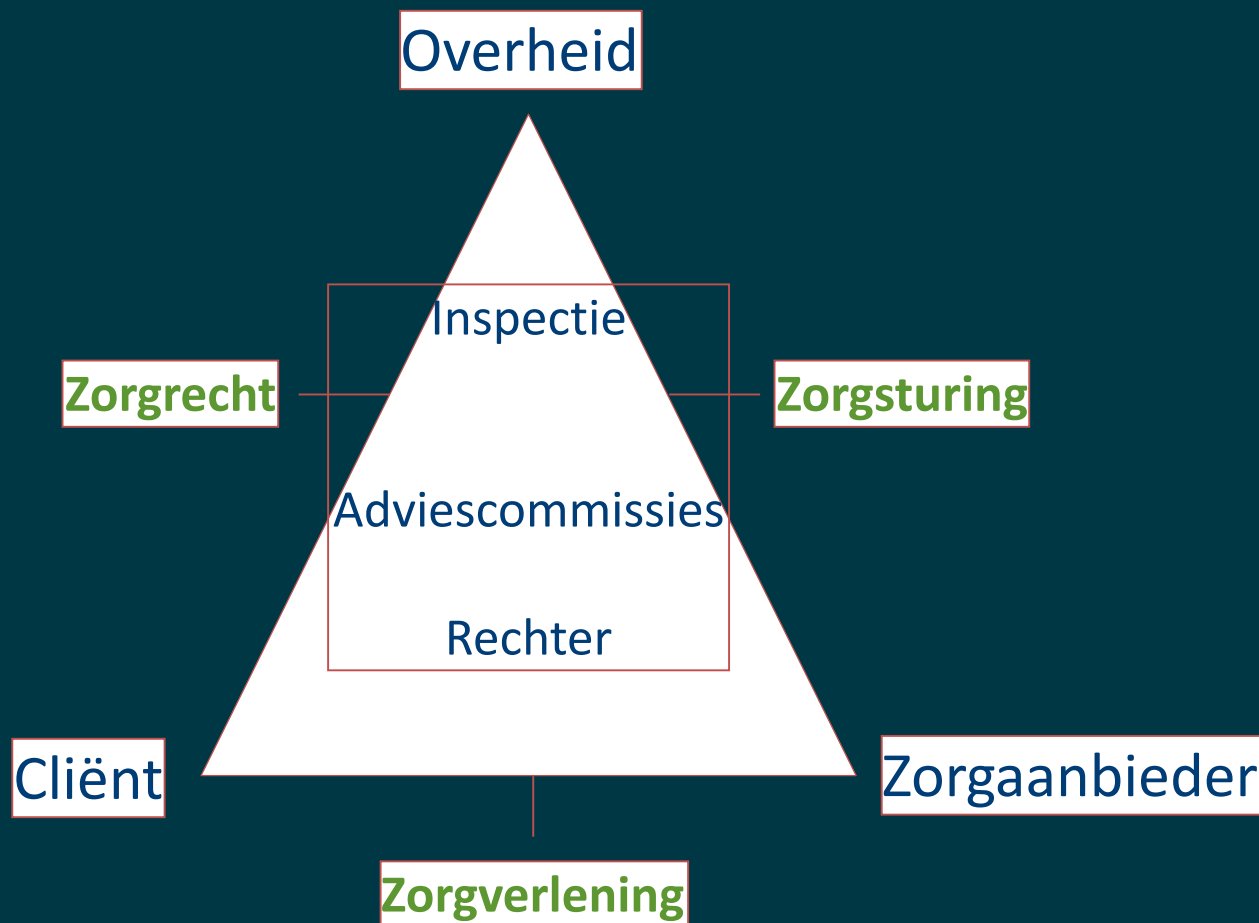 Overheid
Inspectie
Zorgrecht
Zorgsturing
Adviescommissies
Rechter
Cliënt
Zorgaanbieder
Zorgverlening